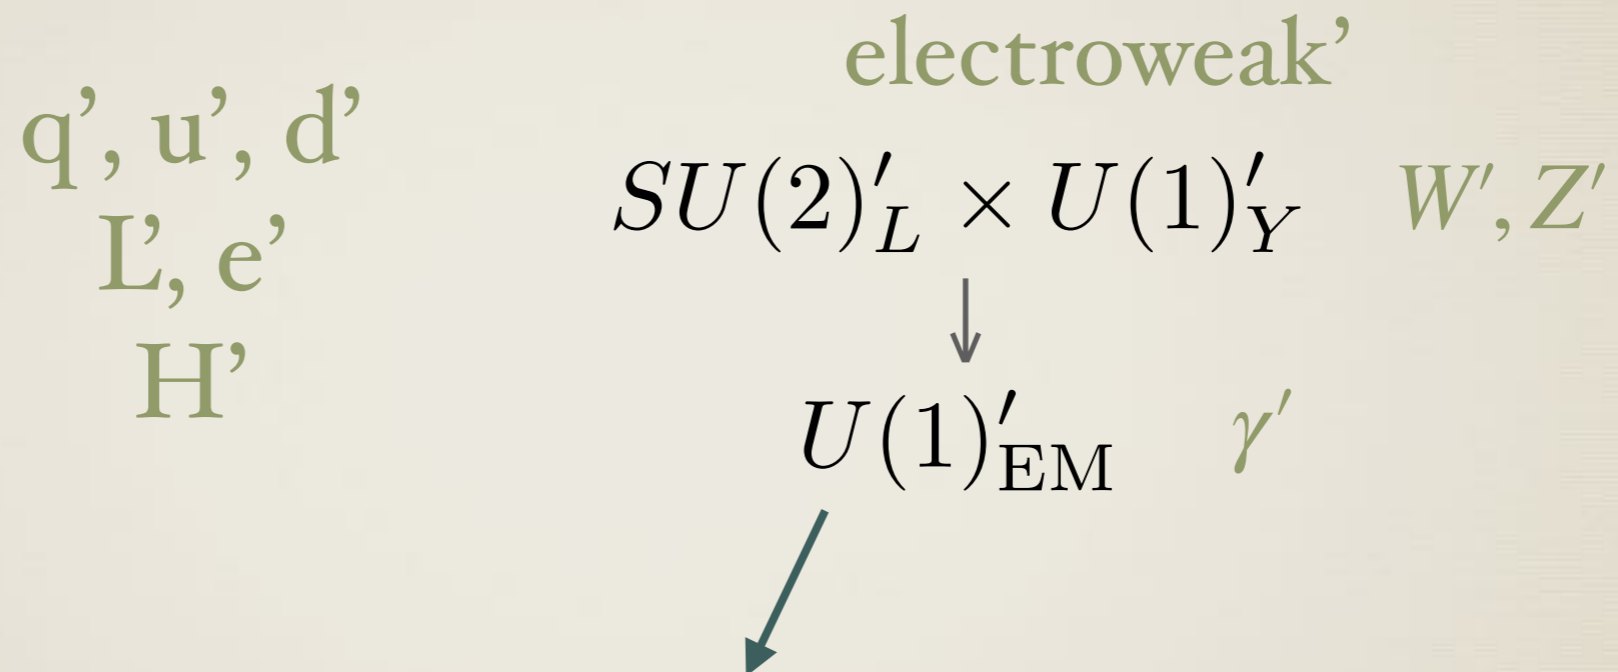 electroweak’
q’, u’, d’
SU(2)′_L × U(1)′_Y W′, Z′
L’, e’
H’
U(1)′_EM γ′